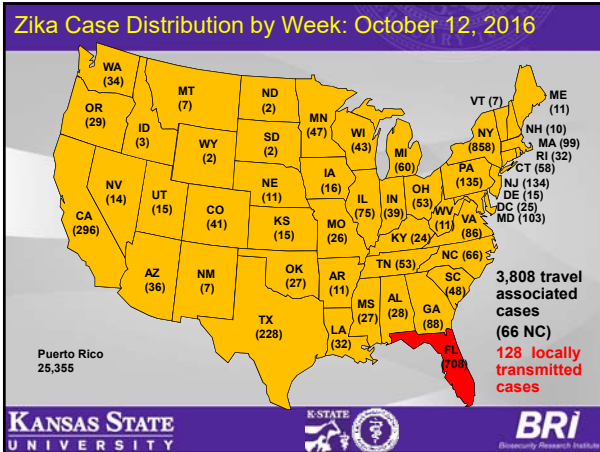 Zika Case Distribution by Week: October 12, 2016
WA
(34)
OR
(29)
ID
(3)
MT
(7)
WY
(2)
ND
(2)
SD
(2)
NE
(11)
KS
(15)
MN
(47)
IA
(16)
MO
(26)
WI
(43)
MI
(60)
IL
(75)
IN
(39)
OH
(53)
KY (24)
WV
(11)
VA
(86)
PA
(135)
NY
(858)
VT (7)
ME
(11)
NH (10)
MA (99)
RI (32)
CT (58)
NJ (134)
DE (15)
DC (25)
MD (103)
CA
(296)
NV
(14)
UT
(15)
CO
(41)
AZ
(36)
NM
(7)
OK
(27)
TX
(228)
AR
(11)
LA
(32)
MS
(27)
AL
(28)
GA
(88)
TN (53)
NC (66)
SC
(48)
FL
(708)
3,808 travel
associated
cases
(66 NC)
128 locally
transmitted
cases
Puerto Rico
25,355
KANSAS STATE
UNIVERSITY
K-STATE
BRI
Biosecurity Research Institute